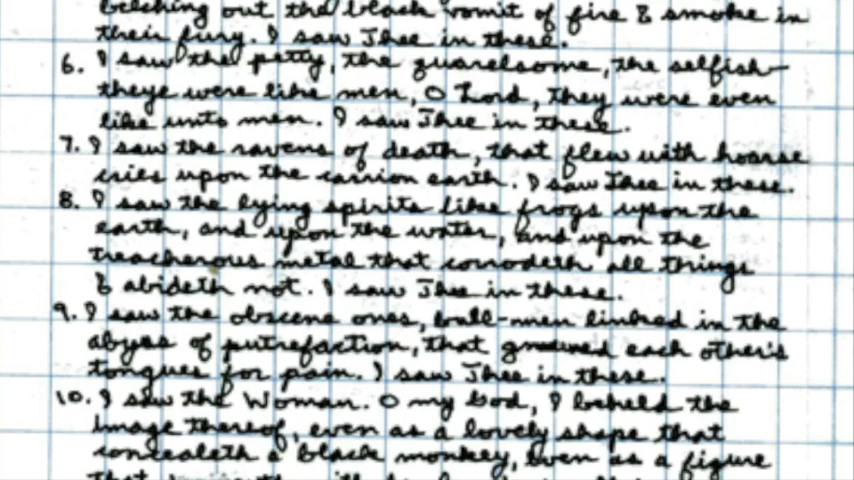 belching out the black vomit of fire & smoke in
their fury. I saw Thee in these.
6. I saw the petty, the quarelsome, the selfish—
theye were like men, O Lord, they were even
like unto men. I saw Thee in these.
7. I saw the ravens of death, that flew with hoarse
cries upon the carrion earth. I saw Thee in these.
8. I saw the lying spirits like frogs upon the
earth, and upon the water, and upon the
treacherous metal that corrodeth all things
& abideth not. I saw Thee in these.
9. I saw the obscene ones, bull-men linked in the
abyss of putrefaction, that gnawed each other's
tongues for pain. I saw Thee in these.
10. I saw the Woman. O my God, I beheld the
image thereof, even as a lovely shape that
concealeth a black monkey, even as a figure